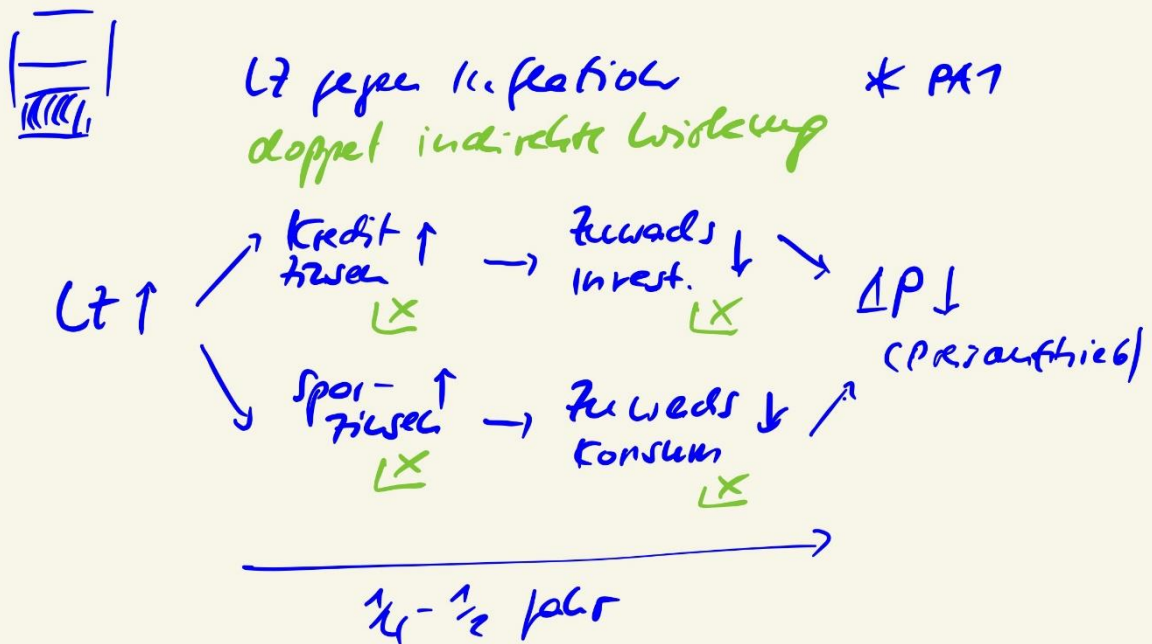 LZ gegen Inflation * PA1
doppelt indirekte Wirkung
Kredit ↑
zinsen
→ Zuwachs ↓
Invest.
LZ ↑
ΔP ↓
(Preisauftrieb)
Spar- ↑
zinsen
→ Zuwachs ↓
Konsum
1/4 - 1/2 Jahr